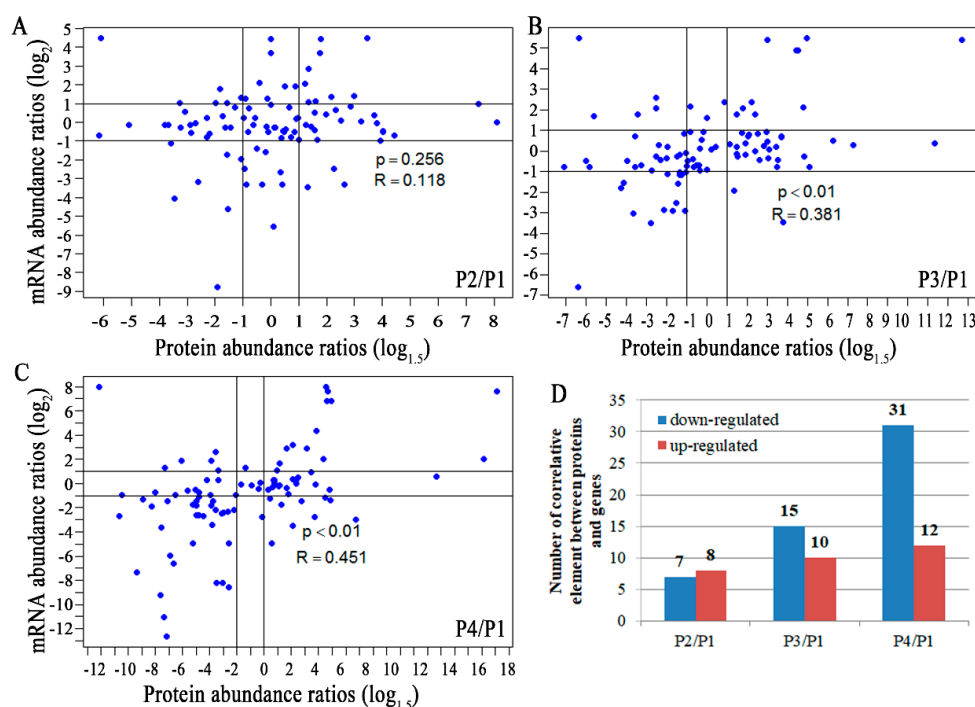 A
mRNA abundance ratios (log2)
5
4
3
2
1
0
-1
-2
-3
-4
-5
-6
-7
-8
-9
p = 0.256
R = 0.118
P2/P1
-6 -5 -4 -3 -2 -1 0 1 2 3 4 5 6 7 8
Protein abundance ratios (log1.5)
B
6
5
4
3
2
1
0
-1
-2
-3
-4
-5
-6
-7
p < 0.01
R = 0.381
P3/P1
-7 -6 -5 -4 -3 -2 -1 0 1 2 3 4 5 6 7 8 9 10 11 12 13
Protein abundance ratios (log1.5)
C
mRNA abundance ratios (log2)
8
6
4
2
0
-2
-4
-6
-8
-10
-12
p < 0.01
R = 0.451
P4/P1
-12 -10 -8 -6 -4 -2 0 2 4 6 8 10 12 14 16 18
Protein abundance ratios (log1.5)
D
Number of correlative
element between proteins
and genes
35
30
25
20
15
10
5
0
down-regulated
up-regulated
7 8
15 10
31 12
P2/P1 P3/P1 P4/P1